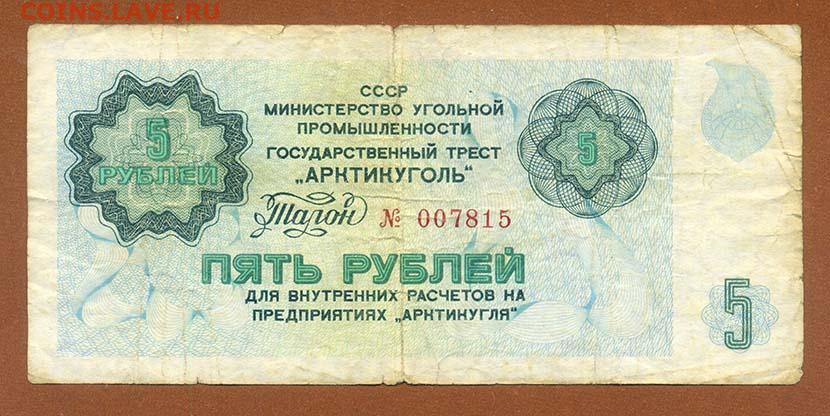 COINS.LAVE.РУ
СССР
МИНИСТЕРСТВО УГОЛЬНОЙ
ПРОМЫШЛЕННОСТИ
ГОСУДАРСТВЕННЫЙ ТРЕСТ
„АРКТИКУГОЛЬ“
5
РУБЛЕЙ
5
Талон № 007815
ПЯТЬ РУБЛЕЙ
ДЛЯ ВНУТРЕННИХ РАСЧЕТОВ НА
ПРЕДПРИЯТИЯХ „АРКТИКУГЛЯ“
5